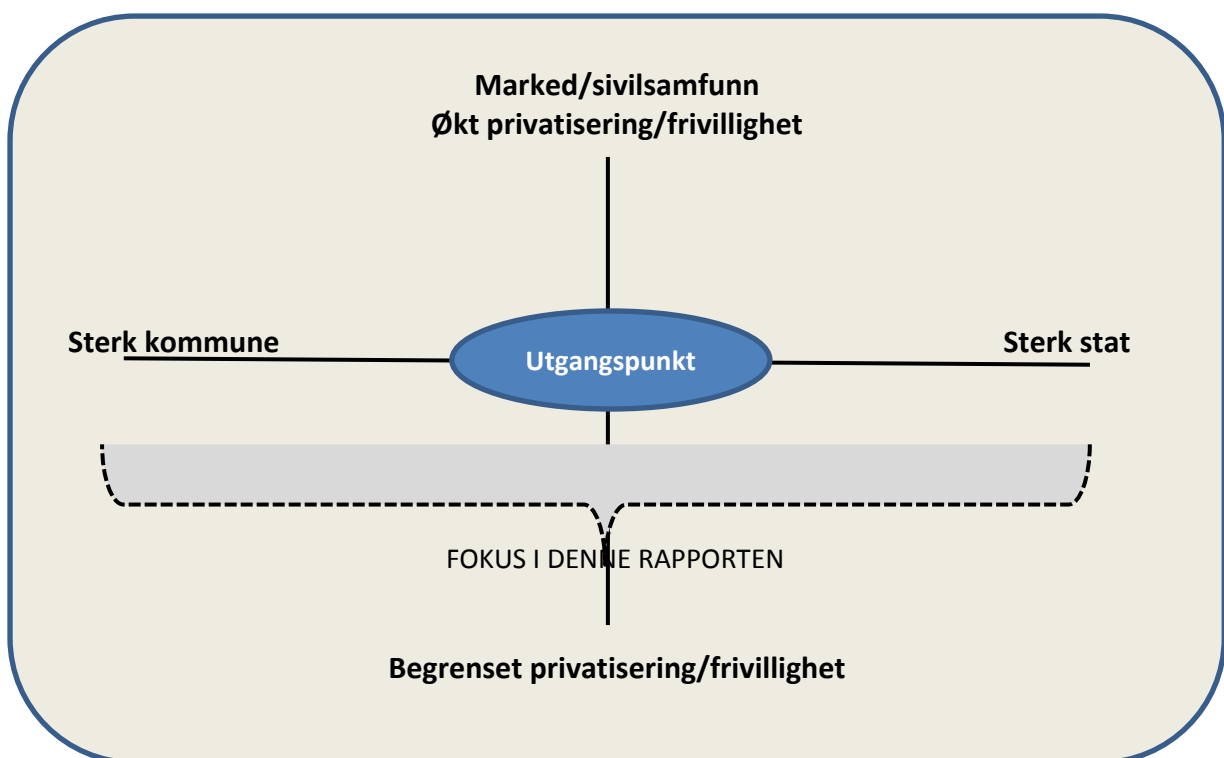 Marked/sivilsamfunn
Økt privatisering/frivillighet
Sterk kommune
Utgangspunkt
Sterk stat
FOKUS I DENNE RAPPORTEN
Begrenset privatisering/frivillighet